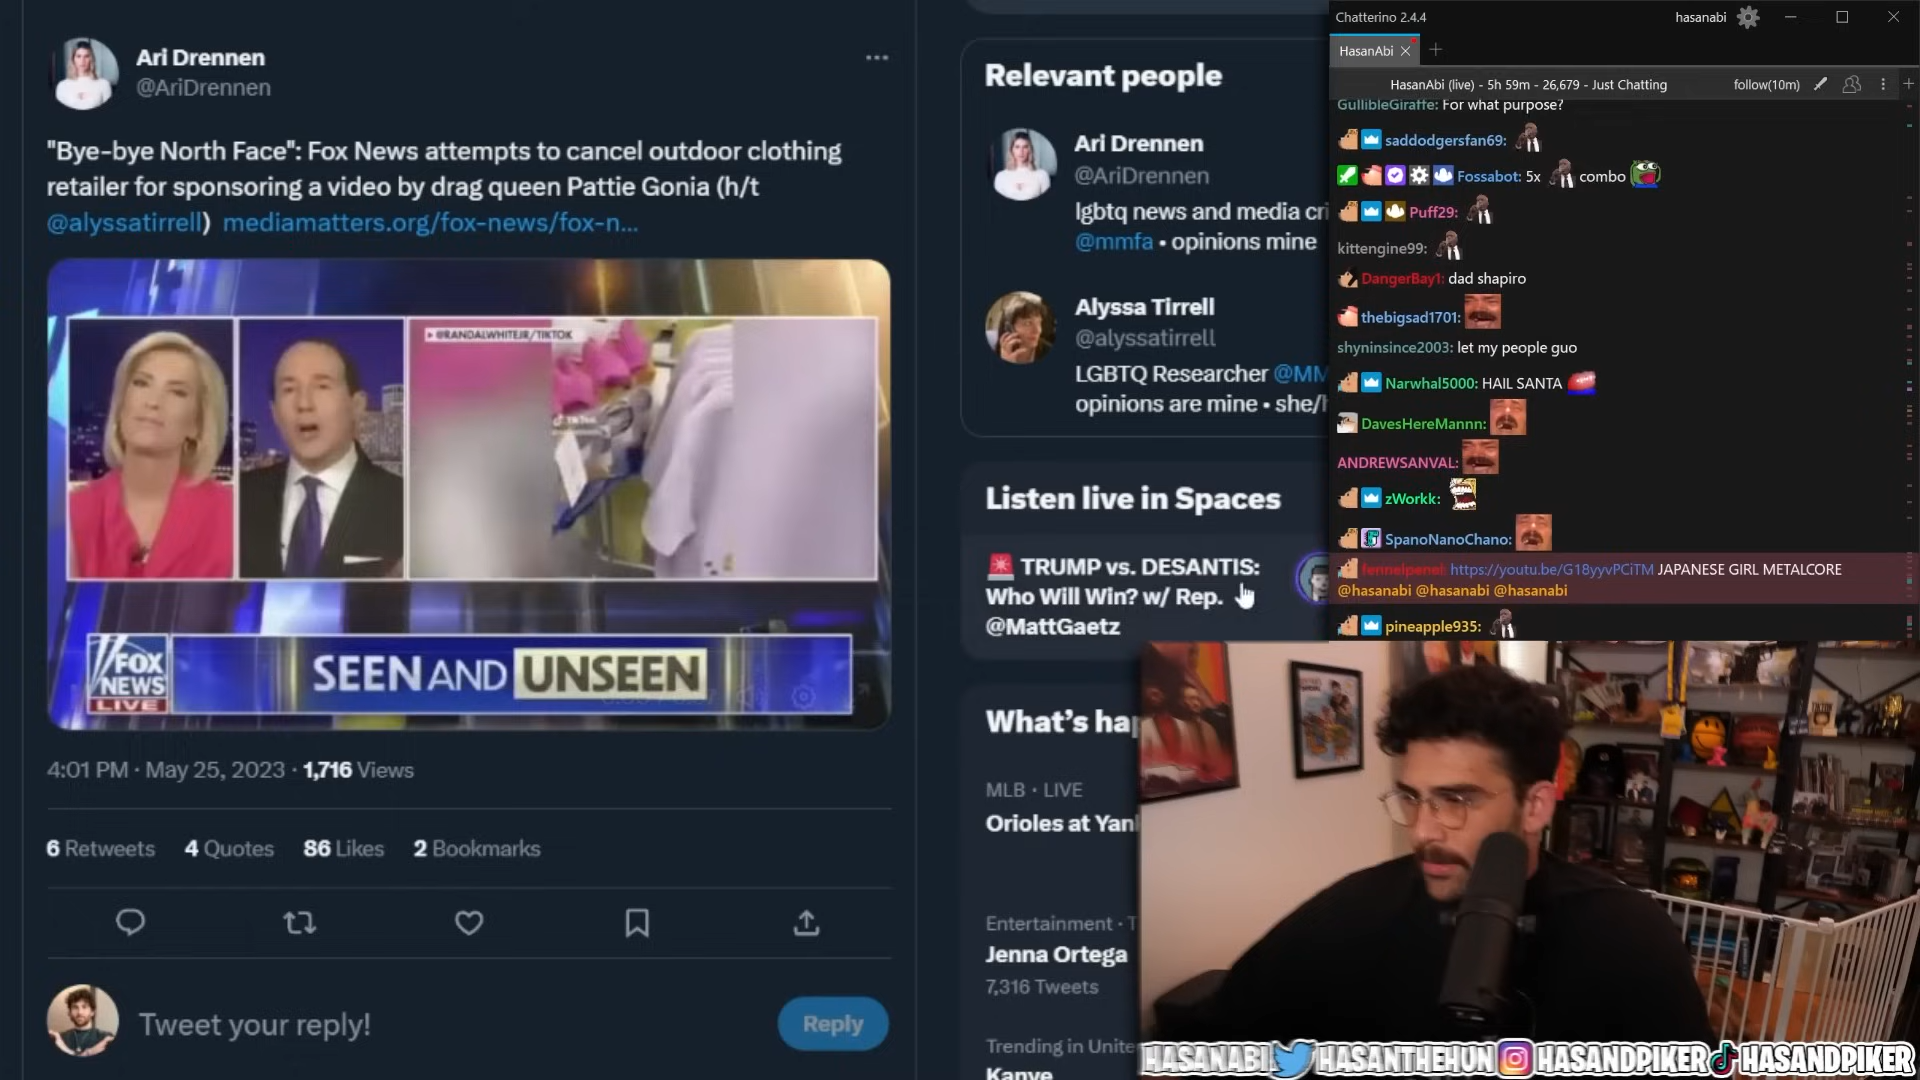 Ari Drennen
@AriDrennen
"Bye-bye North Face": Fox News attempts to cancel outdoor clothing
retailer for sponsoring a video by drag queen Pattie Gonia (h/t
@alyssatirrell) mediamatters.org/fox-news/fox-n...
@RANDALWHITEJR/TIKTOK
FOX
NEWS
LIVE
SEEN AND UNSEEN
4:01 PM · May 25, 2023 · 1,716 Views
6 Retweets 4 Quotes 86 Likes 2 Bookmarks
Tweet your reply!
Reply
Relevant people
Ari Drennen
@AriDrennen
lgbtq news and media cri
@mmfa • opinions mine
Alyssa Tirrell
@alyssatirrell
LGBTQ Researcher @MM
opinions are mine • she/h
Listen live in Spaces
TRUMP vs. DESANTIS:
Who Will Win? w/ Rep.
@MattGaetz
What's ha
MLB · LIVE
Orioles at Yan
Entertainment · T
Jenna Ortega
7,316 Tweets
Trending in Unite
Kanye
Chatterino 2.4.4
hasanabi
HasanAbi
HasanAbi (live) - 5h 59m - 26,679 - Just Chatting
follow(10m)
GullibleGiraffe: For what purpose?
saddodgersfan69:
Fossabot: 5x combo
Puff29:
kittengine99:
DangerBay1: dad shapiro
thebigsad1701:
shyninsince2003: let my people guo
Narwhal5000: HAIL SANTA
DavesHereMannn:
ANDREWSANVAL:
zWorkk:
SpanoNanoChano:
fennelpanel: https://youtu.be/G18yyvPCiTM JAPANESE GIRL METALCORE
@hasanabi @hasanabi @hasanabi
pineapple935:
HASANABI HASANTHEHUN HASANDPIKER HASANDPIKER